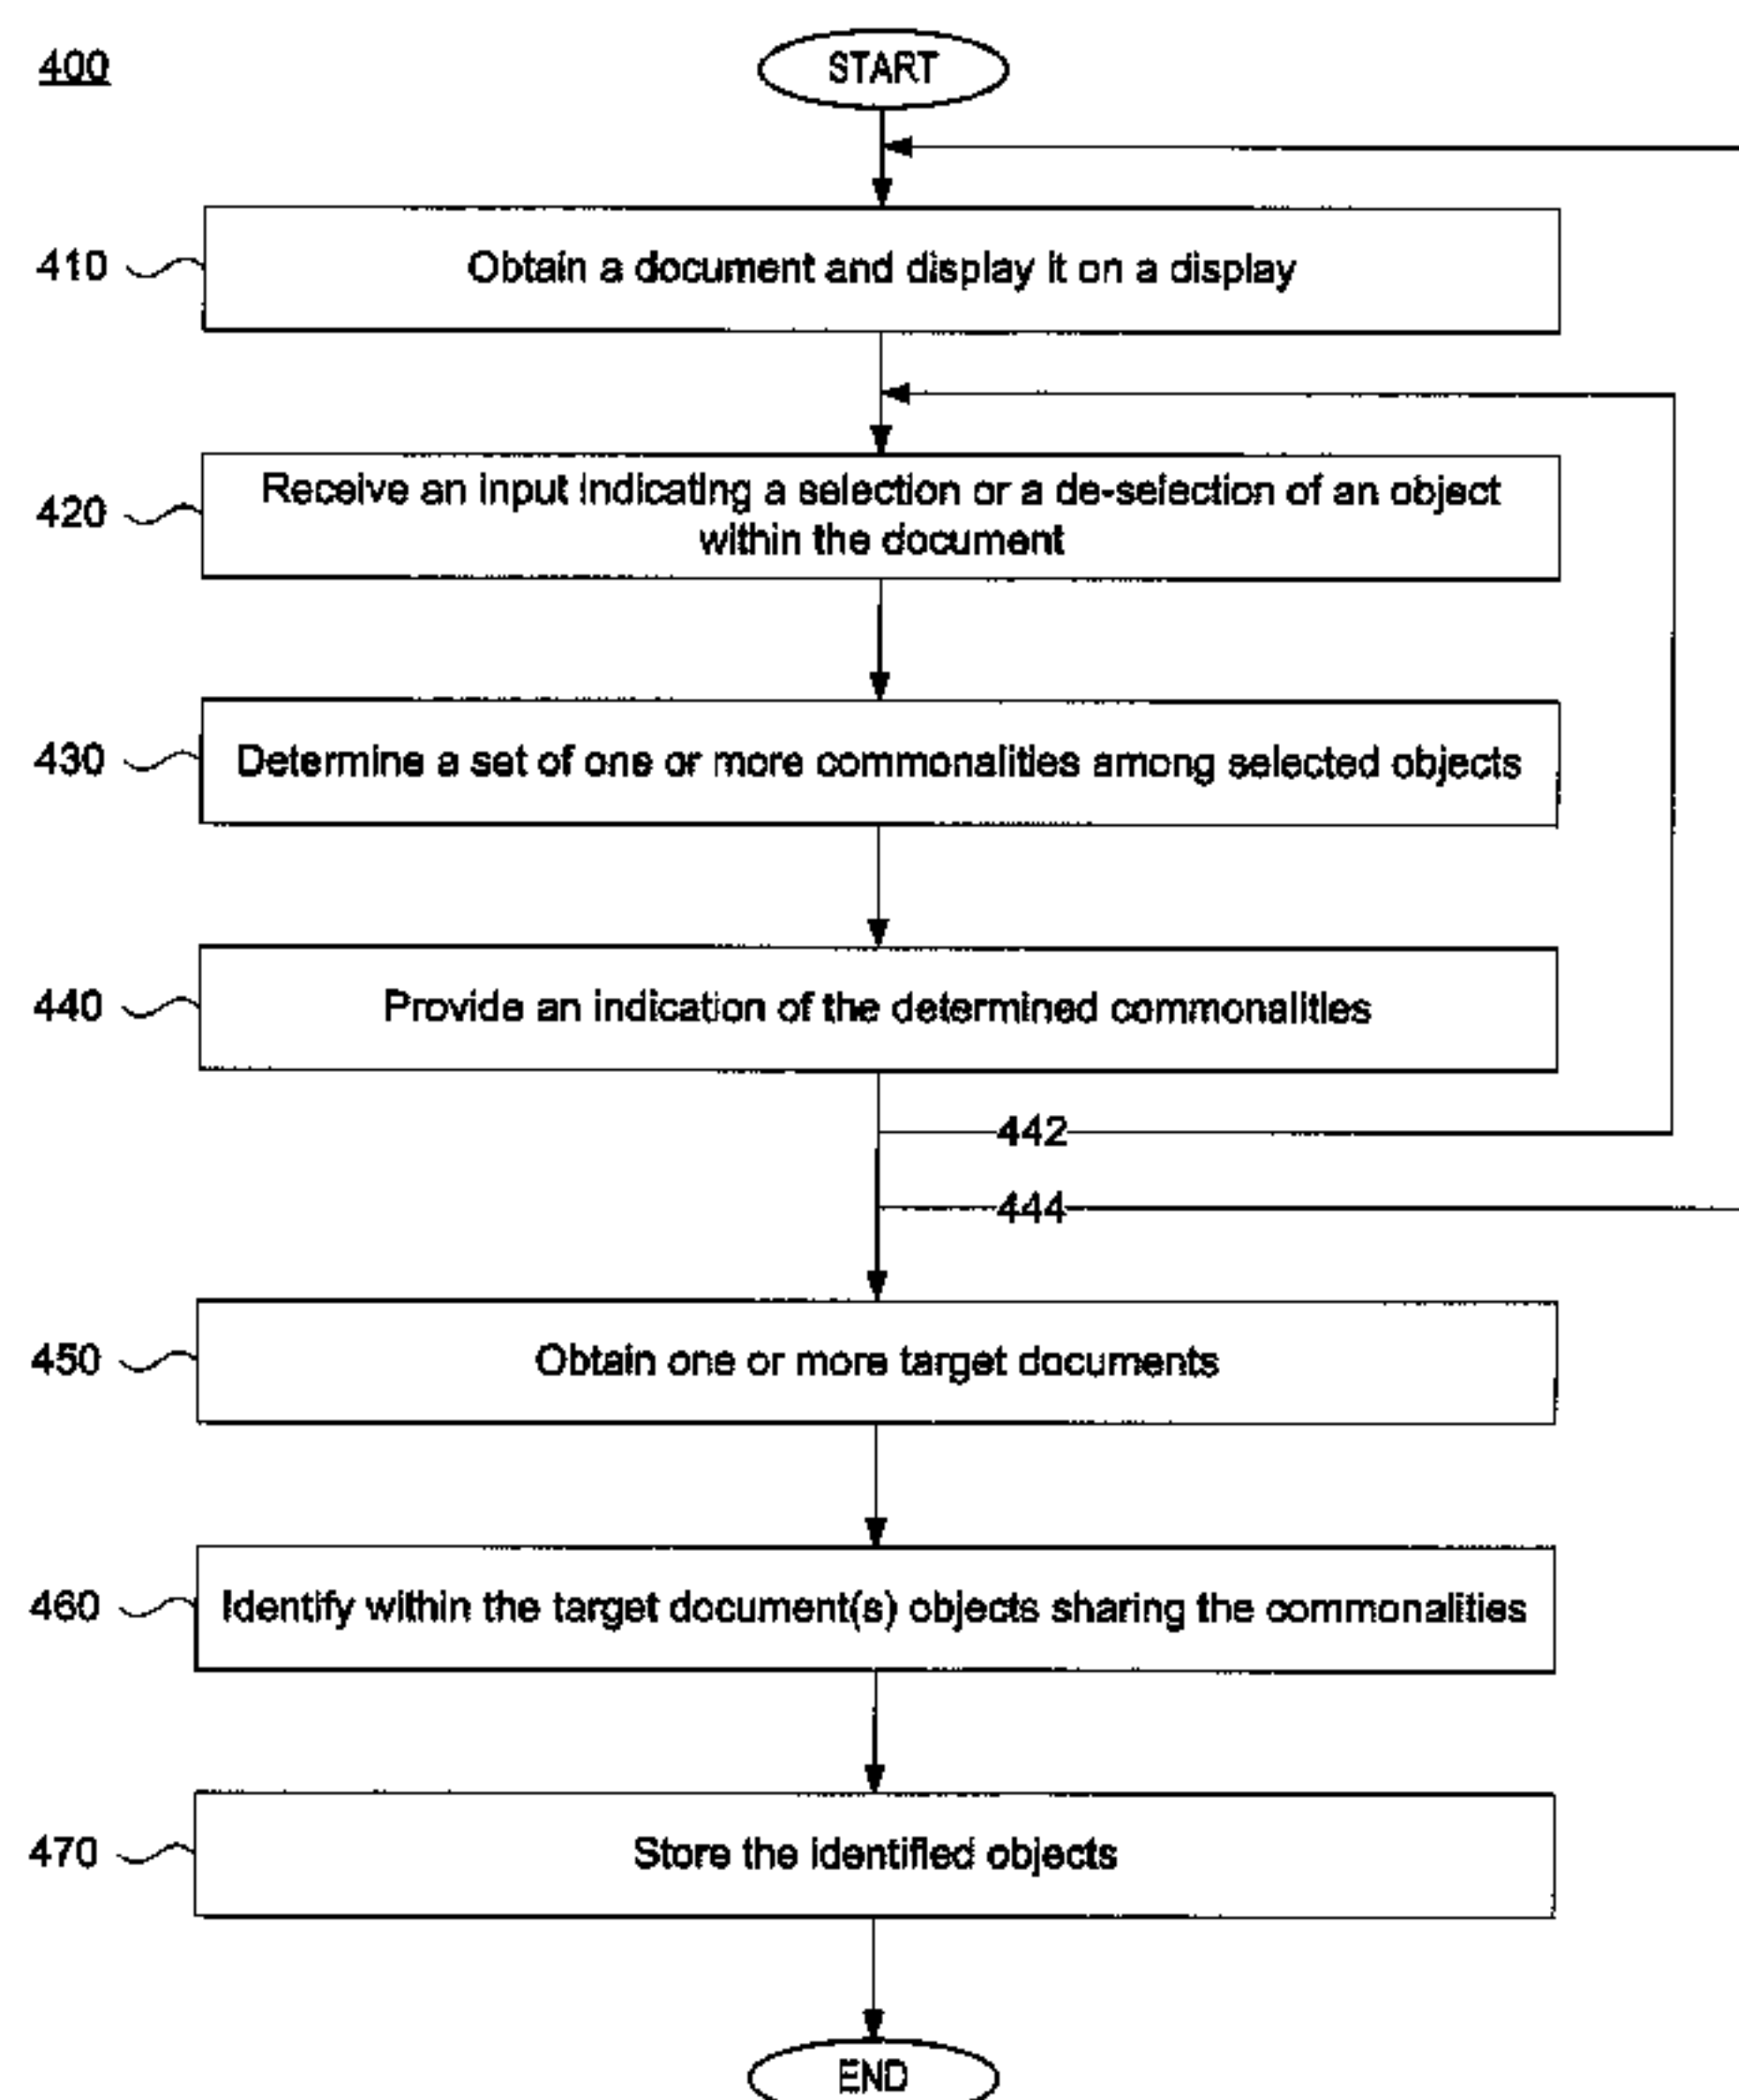 400
START
410
Obtain a document and display it on a display
420
Receive an input indicating a selection or a de-selection of an object
within the document
430
Determine a set of one or more commonalities among selected objects
440
Provide an indication of the determined commonalities
442
444
450
Obtain one or more target documents
460
Identify within the target document(s) objects sharing the commonalities
470
Store the identified objects
END